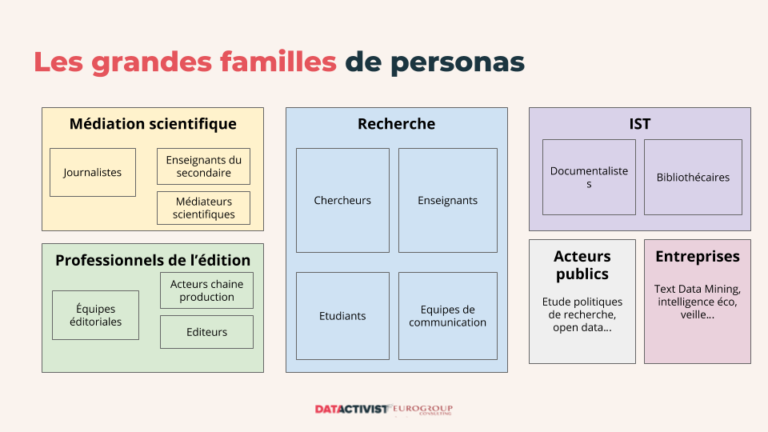 Les grandes familles de personas
Médiation scientifique
Journalistes
Enseignants du
secondaire
Médiateurs
scientifiques
Professionnels de l'édition
Équipes
éditoriales
Acteurs chaine
production
Editeurs
Recherche
Chercheurs
Enseignants
Etudiants
Equipes de
communication
IST
Documentaliste
s
Bibliothécaires
Acteurs
publics
Etude politiques
de recherche,
open data...
Entreprises
Text Data Mining,
intelligence éco,
veille...
DATACTIVIST
EUROGROUP
CONSULTING